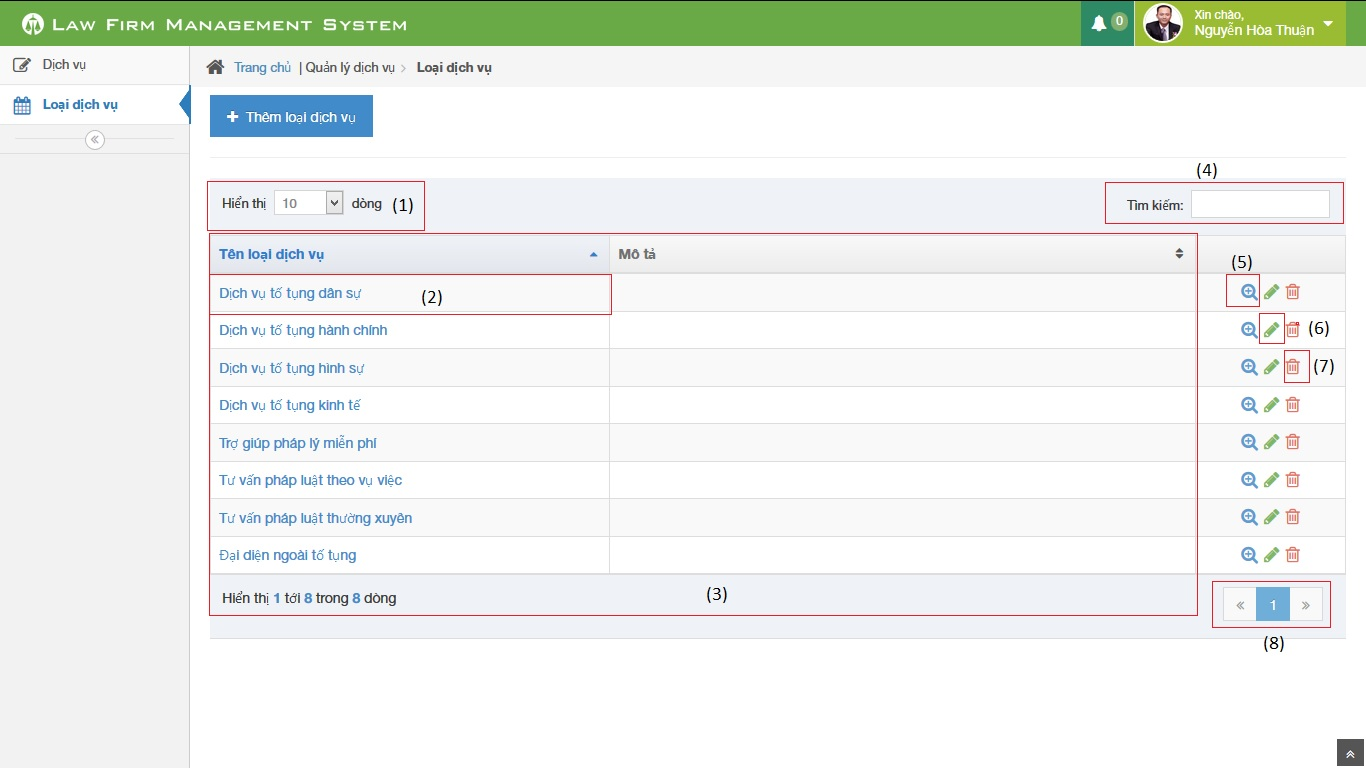 LAW FIRM MANAGEMENT SYSTEM
0
Xin chào,
Nguyễn Hòa Thuận
Dịch vụ
Loại dịch vụ
Trang chủ | Quản lý dịch vụ > Loại dịch vụ
+ Thêm loại dịch vụ
(4)
Hiển thị 10 dòng (1)
Tìm kiếm:
Tên loại dịch vụ
Mô tả
(5)
Dịch vụ tố tụng dân sự (2)
Dịch vụ tố tụng hành chính
(6)
Dịch vụ tố tụng hình sự
(7)
Dịch vụ tố tụng kinh tế
Trợ giúp pháp lý miễn phí
Tư vấn pháp luật theo vụ việc
Tư vấn pháp luật thường xuyên
Đại diện ngoài tố tụng
Hiển thị 1 tới 8 trong 8 dòng
(3)
« 1 »
(8)